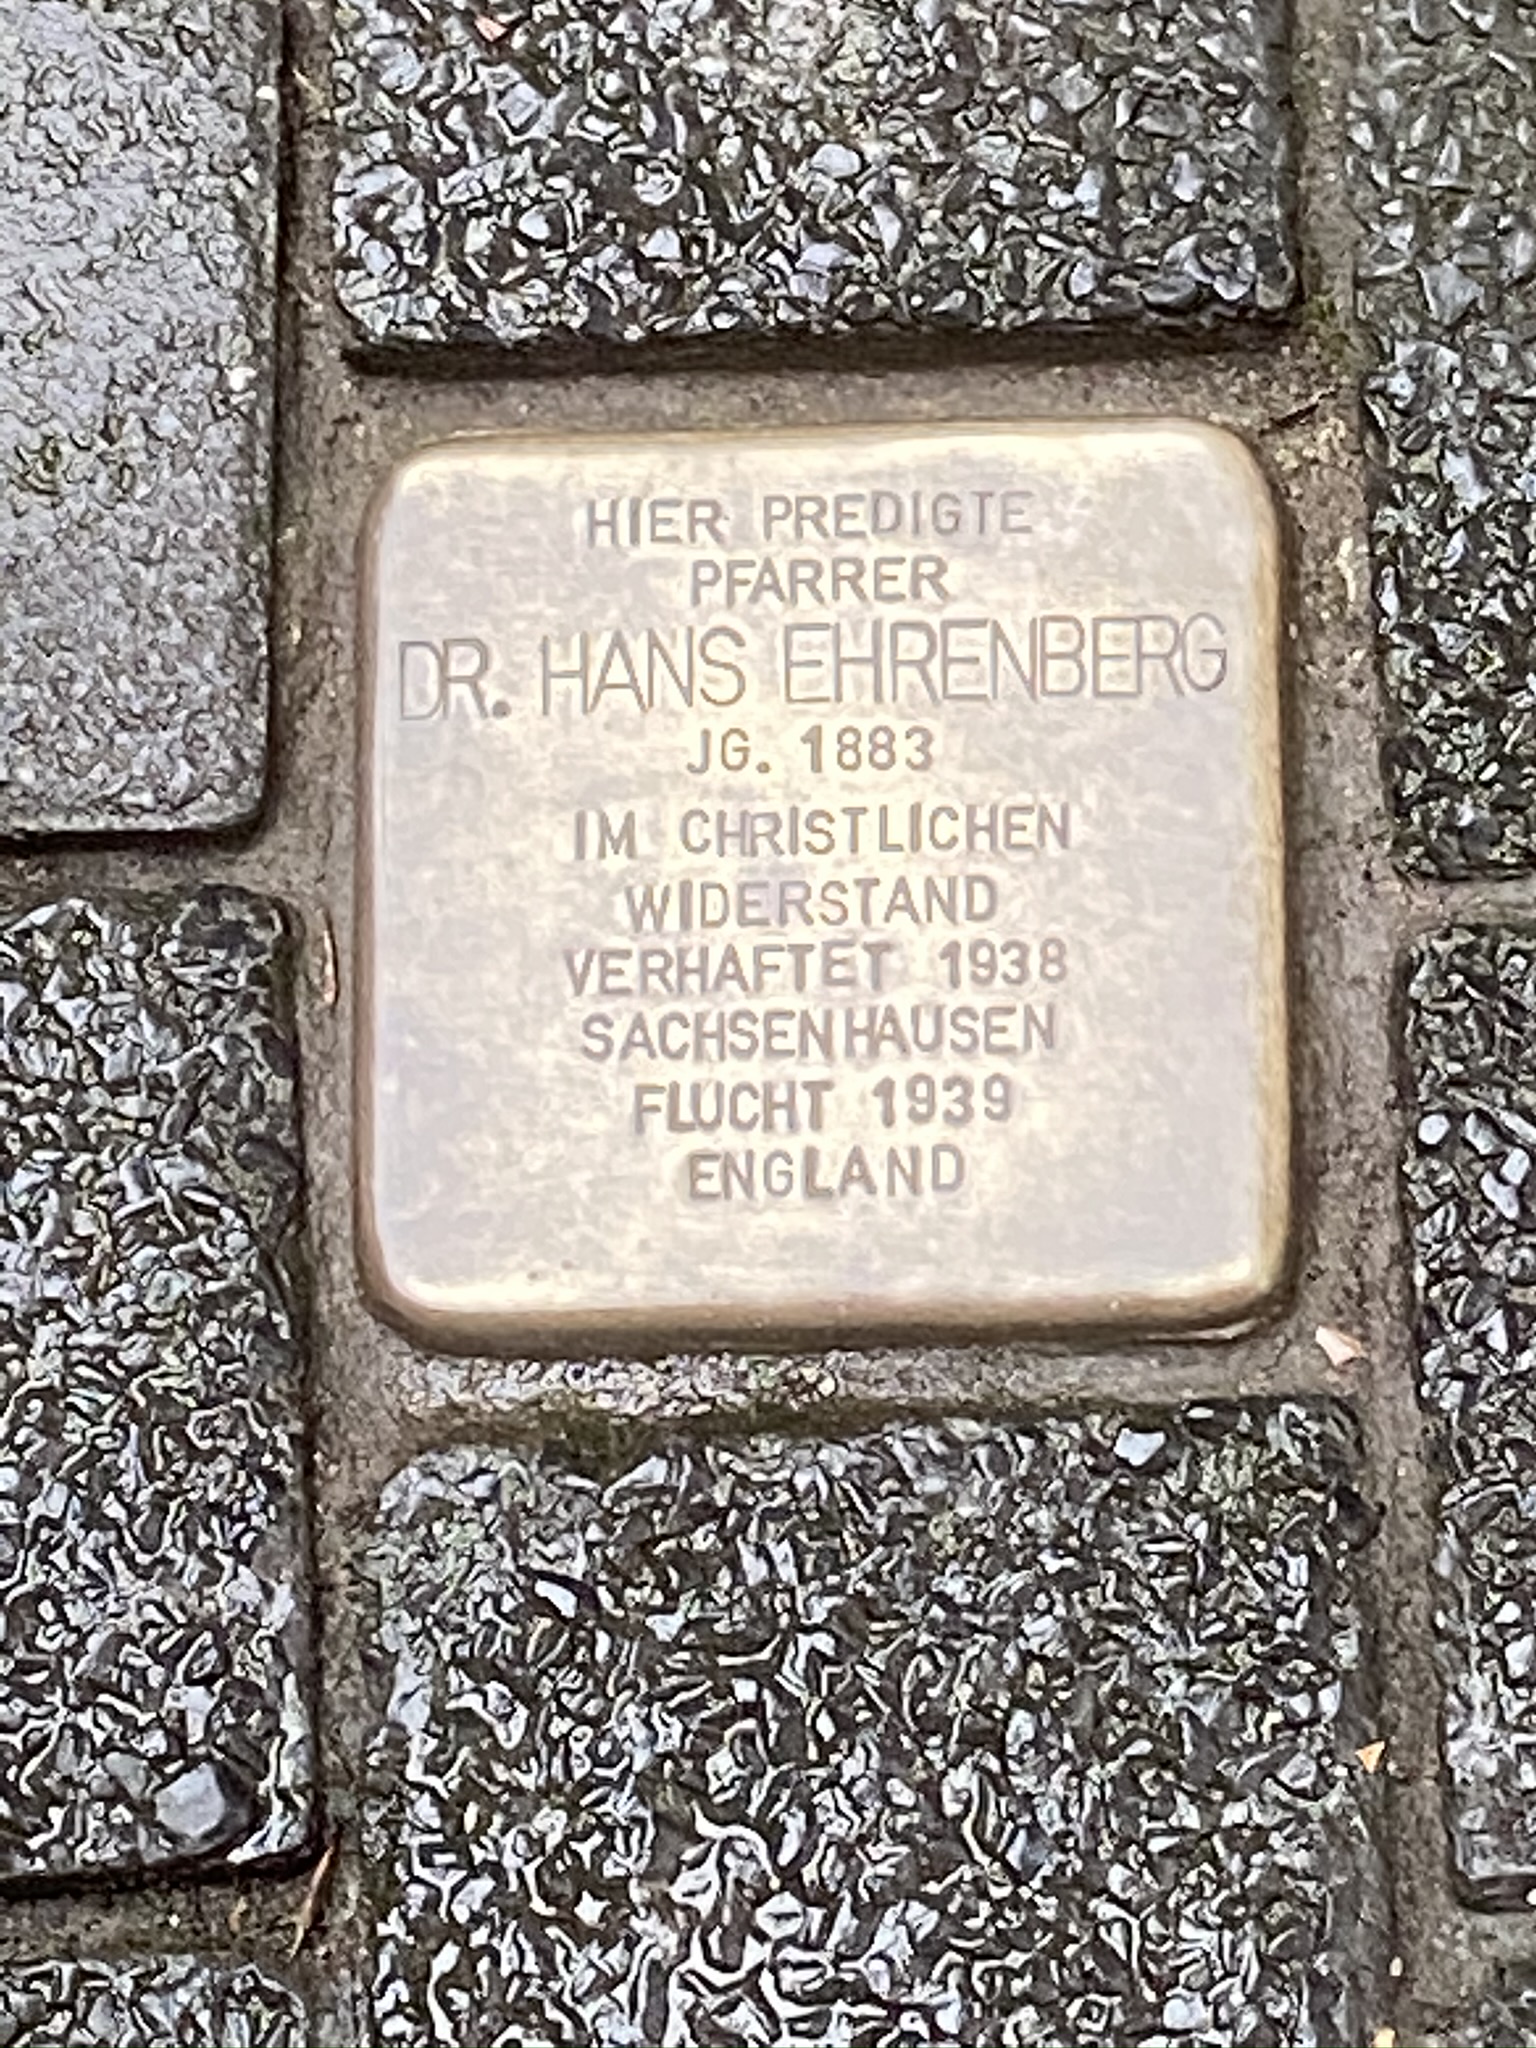 HIER PREDIGTE
PFARRER
DR. HANS EHRENBERG
JG. 1883
IM CHRISTLICHEN
WIDERSTAND
VERHAFTET 1938
SACHSENHAUSEN
FLUCHT 1939
ENGLAND